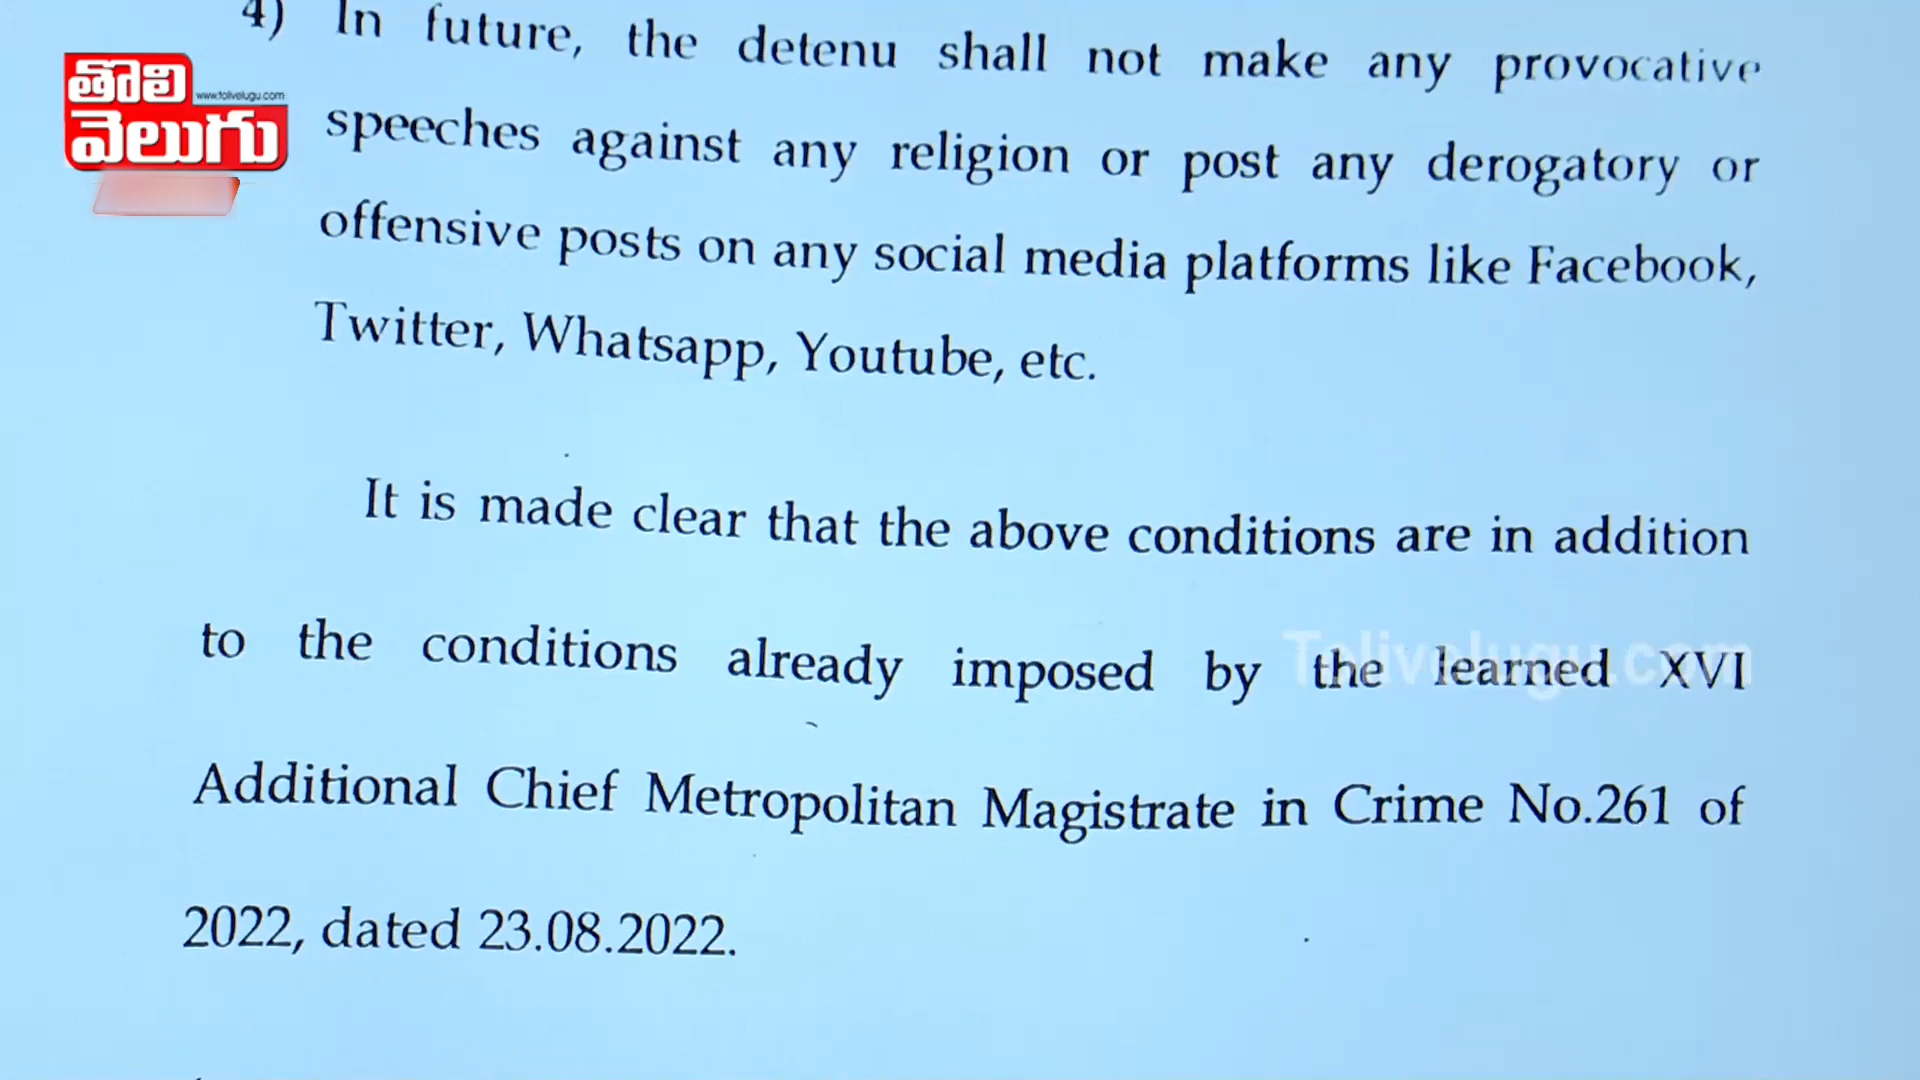 4) In future, the detenu shall not make any provocative
speeches against any religion or post any derogatory or
offensive posts on any social media platforms like Facebook,
Twitter, Whatsapp, Youtube, etc.
It is made clear that the above conditions are in addition
to the conditions already imposed by the learned XVI
Additional Chief Metropolitan Magistrate in Crime No.261 of
2022, dated 23.08.2022.
తొలి
www.tolivelugu.com
వెలుగు
Tolivelugu.com